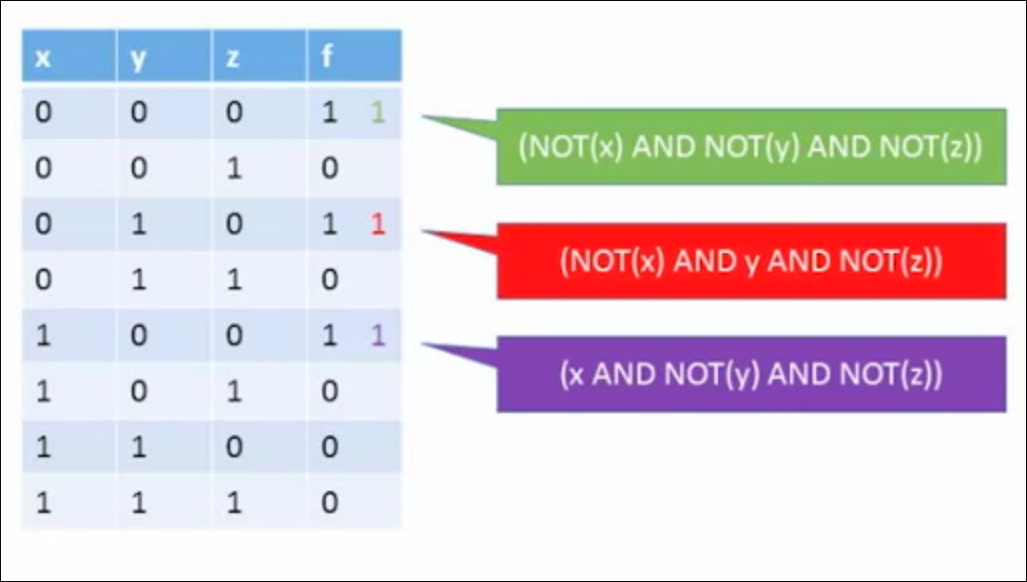 x y z f
0 0 0 1 1
(NOT(x) AND NOT(y) AND NOT(z))
0 0 1 0
0 1 0 1 1
(NOT(x) AND y AND NOT(z))
0 1 1 0
1 0 0 1 1
(x AND NOT(y) AND NOT(z))
1 0 1 0
1 1 0 0
1 1 1 0